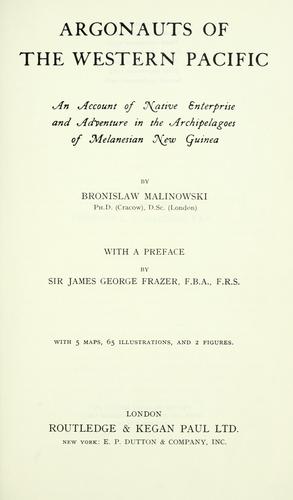 ARGONAUTS OF
THE WESTERN PACIFIC
An Account of Native Enterprise
and Adventure in the Archipelagoes
of Melanesian New Guinea
BY
BRONISLAW MALINOWSKI
PH.D. (Cracow), D.Sc. (London)
WITH A PREFACE
BY
SIR JAMES GEORGE FRAZER, F.B.A., F.R.S.
WITH 5 MAPS, 65 ILLUSTRATIONS, AND 2 FIGURES.
LONDON
ROUTLEDGE & KEGAN PAUL LTD.
NEW YORK: E. P. DUTTON & COMPANY, INC.